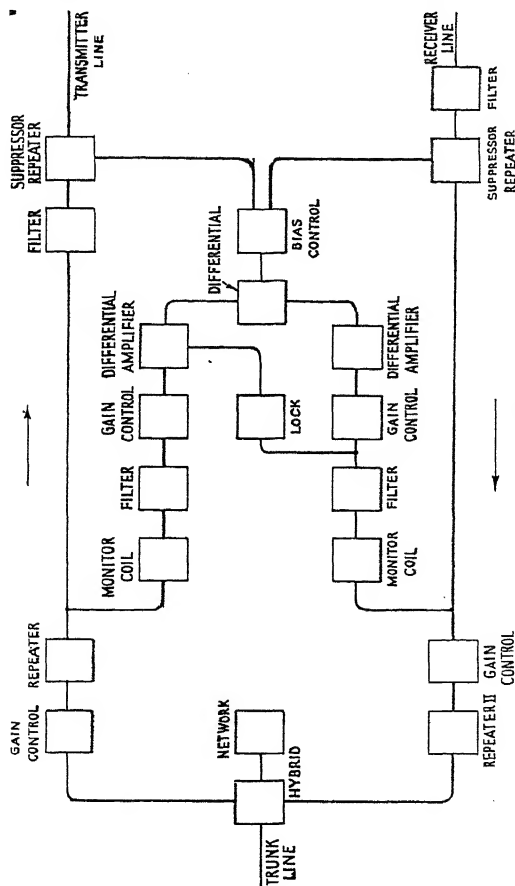 TRANSMITTER
LINE
SUPPRESSOR
REPEATER
FILTER
REPEATER
GAIN
CONTROL
DIFFERENTIAL
AMPLIFIER
GAIN
CONTROL
FILTER
MONITOR
COIL
DIFFERENTIAL
BIAS
CONTROL
LOCK
NETWORK
HYBRID
TRUNK
LINE
DIFFERENTIAL
AMPLIFIER
GAIN
CONTROL
FILTER
MONITOR
COIL
RECEIVER
LINE
FILTER
SUPPRESSOR
REPEATER
GAIN
CONTROL
REPEATER II